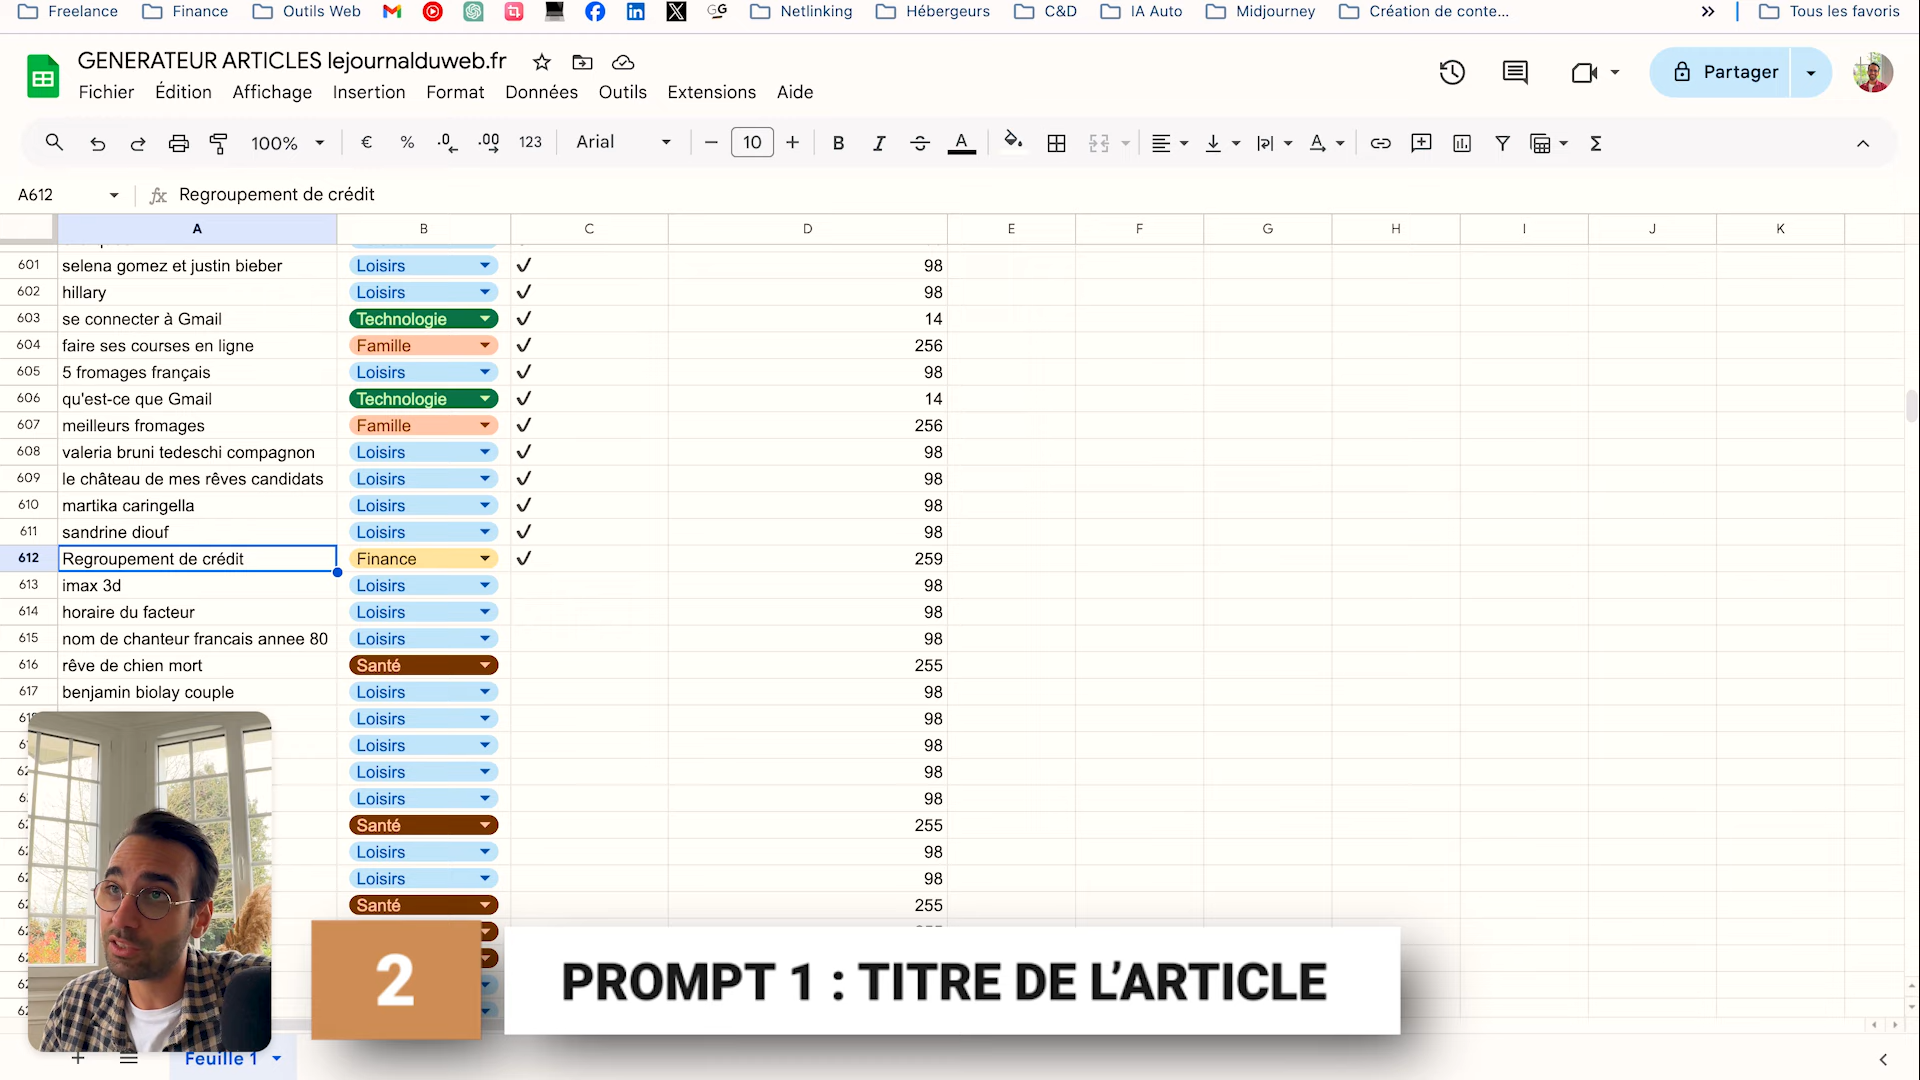 Freelance Finance Outils Web Netlinking Hébergeurs C&D IA Auto Midjourney Création de conte... Tous les favoris
GENERATEUR ARTICLES lejournalduweb.fr
Partager
Fichier Édition Affichage Insertion Format Données Outils Extensions Aide
100% € % .0 .00 123 Arial 10
A612 fx Regroupement de crédit
A B C D E F G H I J K
601 selena gomez et justin bieber Loisirs ✓ 98
602 hillary Loisirs ✓ 98
603 se connecter à Gmail Technologie ✓ 14
604 faire ses courses en ligne Famille ✓ 256
605 5 fromages français Loisirs ✓ 98
606 qu'est-ce que Gmail Technologie ✓ 14
607 meilleurs fromages Famille ✓ 256
608 valeria bruni tedeschi compagnon Loisirs ✓ 98
609 le château de mes rêves candidats Loisirs ✓ 98
610 martika caringella Loisirs ✓ 98
611 sandrine diouf Loisirs ✓ 98
612 Regroupement de crédit Finance ✓ 259
613 imax 3d Loisirs 98
614 horaire du facteur Loisirs 98
615 nom de chanteur francais annee 80 Loisirs 98
616 rêve de chien mort Santé 255
617 benjamin biolay couple Loisirs 98
Loisirs 98
Loisirs 98
Loisirs 98
Loisirs 98
Santé 255
Loisirs 98
Loisirs 98
Santé 255
2 PROMPT 1 : TITRE DE L'ARTICLE
Feuille 1